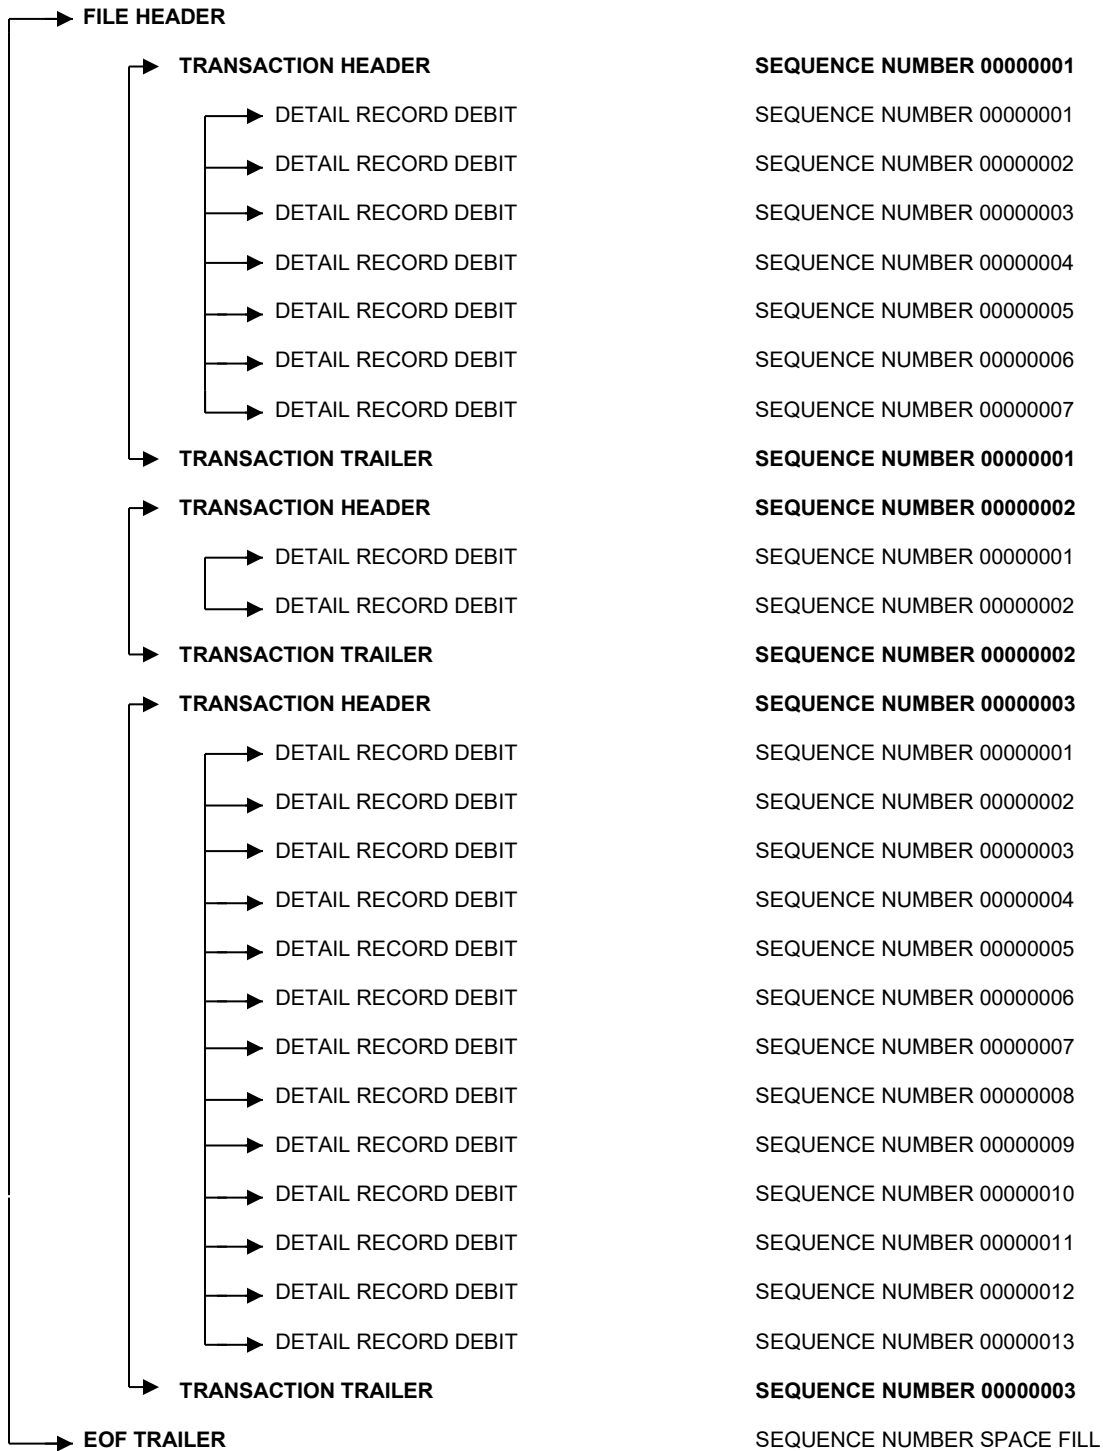 FILE HEADER
TRANSACTION HEADER SEQUENCE NUMBER 00000001
DETAIL RECORD DEBIT SEQUENCE NUMBER 00000001
DETAIL RECORD DEBIT SEQUENCE NUMBER 00000002
DETAIL RECORD DEBIT SEQUENCE NUMBER 00000003
DETAIL RECORD DEBIT SEQUENCE NUMBER 00000004
DETAIL RECORD DEBIT SEQUENCE NUMBER 00000005
DETAIL RECORD DEBIT SEQUENCE NUMBER 00000006
DETAIL RECORD DEBIT SEQUENCE NUMBER 00000007
TRANSACTION TRAILER SEQUENCE NUMBER 00000001
TRANSACTION HEADER SEQUENCE NUMBER 00000002
DETAIL RECORD DEBIT SEQUENCE NUMBER 00000001
DETAIL RECORD DEBIT SEQUENCE NUMBER 00000002
TRANSACTION TRAILER SEQUENCE NUMBER 00000002
TRANSACTION HEADER SEQUENCE NUMBER 00000003
DETAIL RECORD DEBIT SEQUENCE NUMBER 00000001
DETAIL RECORD DEBIT SEQUENCE NUMBER 00000002
DETAIL RECORD DEBIT SEQUENCE NUMBER 00000003
DETAIL RECORD DEBIT SEQUENCE NUMBER 00000004
DETAIL RECORD DEBIT SEQUENCE NUMBER 00000005
DETAIL RECORD DEBIT SEQUENCE NUMBER 00000006
DETAIL RECORD DEBIT SEQUENCE NUMBER 00000007
DETAIL RECORD DEBIT SEQUENCE NUMBER 00000008
DETAIL RECORD DEBIT SEQUENCE NUMBER 00000009
DETAIL RECORD DEBIT SEQUENCE NUMBER 00000010
DETAIL RECORD DEBIT SEQUENCE NUMBER 00000011
DETAIL RECORD DEBIT SEQUENCE NUMBER 00000012
DETAIL RECORD DEBIT SEQUENCE NUMBER 00000013
TRANSACTION TRAILER SEQUENCE NUMBER 00000003
EOF TRAILER SEQUENCE NUMBER SPACE FILL